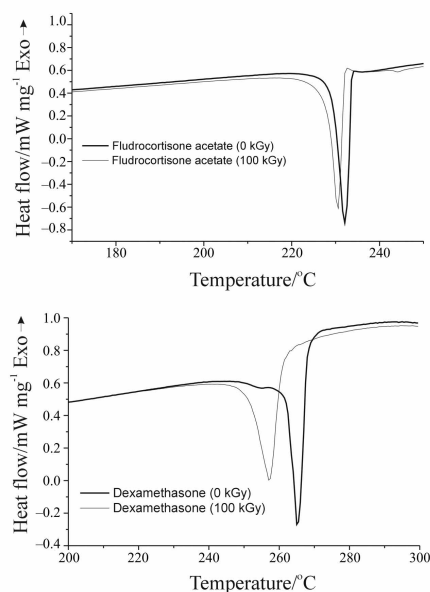 1.0
0.8
0.6
0.4
0.2
0.0
−0.2
−0.4
−0.6
−0.8
Heat flow/mW mg-1 Exo →
Fludrocortisone acetate (0 kGy)
Fludrocortisone acetate (100 kGy)
180 200 220 240
Temperature/°C
1.0
0.8
0.6
0.4
0.2
0.0
−0.2
−0.4
Heat flow/mW mg-1 Exo →
Dexamethasone (0 kGy)
Dexamethasone (100 kGy)
200 220 240 260 280 300
Temperature/°C